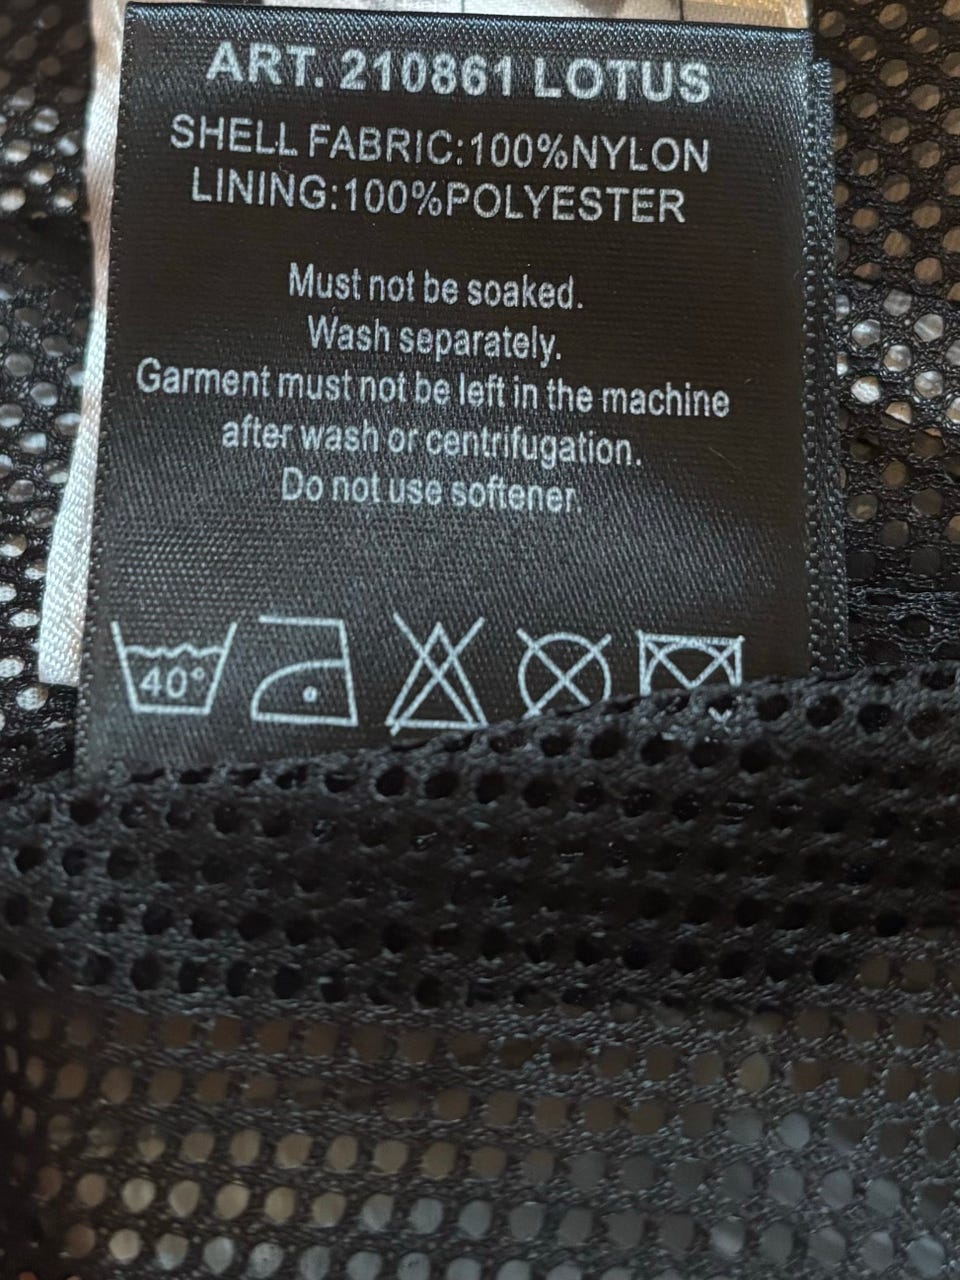 ART. 210861 LOTUS
SHELL FABRIC:100%NYLON
LINING:100%POLYESTER
Must not be soaked.
Wash separately.
Garment must not be left in the machine
after wash or centrifugation.
Do not use softener.
40°